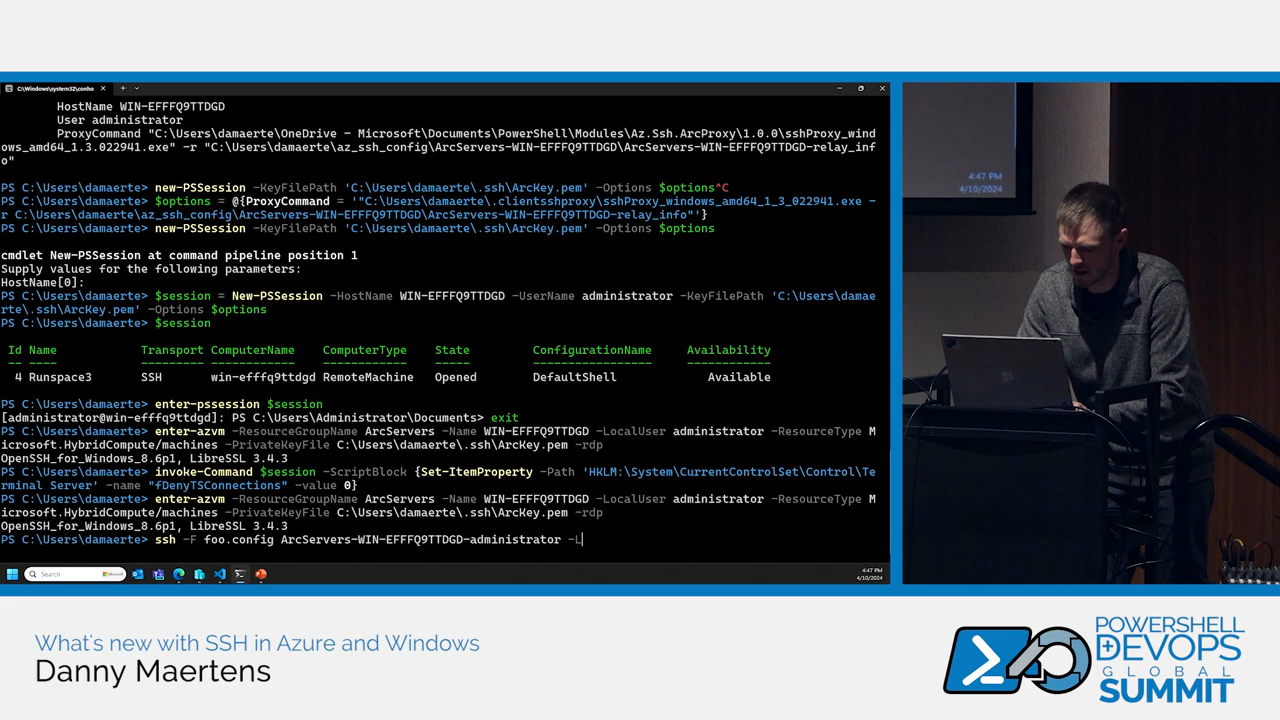 C:\Windows\system32\conho
HostName WIN-EFFFQ9TTDGD
User administrator
ProxyCommand "C:\Users\damaerte\OneDrive - Microsoft\Documents\PowerShell\Modules\Az.Ssh.ArcProxy\1.0.0\sshProxy_wind
ows_amd64_1.3.022941.exe" -r "C:\Users\damaerte\az_ssh_config\ArcServers-WIN-EFFFQ9TTDGD\ArcServers-WIN-EFFFQ9TTDGD-relay_inf
o"
PS C:\Users\damaerte> new-PSSession -KeyFilePath 'C:\Users\damaerte\.ssh\ArcKey.pem' -Options $options^C
PS C:\Users\damaerte> $options = @{ProxyCommand = '"C:\Users\damaerte\.clientsshproxy\sshProxy_windows_amd64_1_3_022941.exe -
r C:\Users\damaerte\az_ssh_config\ArcServers-WIN-EFFFQ9TTDGD\ArcServers-WIN-EFFFQ9TTDGD-relay_info"'}
PS C:\Users\damaerte> new-PSSession -KeyFilePath 'C:\Users\damaerte\.ssh\ArcKey.pem' -Options $options
cmdlet New-PSSession at command pipeline position 1
Supply values for the following parameters:
HostName[0]:
PS C:\Users\damaerte> $session = New-PSSession -HostName WIN-EFFFQ9TTDGD -UserName administrator -KeyFilePath 'C:\Users\damae
rte\.ssh\ArcKey.pem' -Options $options
PS C:\Users\damaerte> $session
Id Name Transport ComputerName ComputerType State ConfigurationName Availability
-- ---- --------- ------------ ------------ ----- ----------------- ------------
4 Runspace3 SSH win-efffq9ttdgd RemoteMachine Opened DefaultShell Available
PS C:\Users\damaerte> enter-pssession $session
[administrator@win-efffq9ttdgd]: PS C:\Users\Administrator\Documents> exit
PS C:\Users\damaerte> enter-azvm -ResourceGroupName ArcServers -Name WIN-EFFFQ9TTDGD -LocalUser administrator -ResourceType M
icrosoft.HybridCompute/machines -PrivateKeyFile C:\Users\damaerte\.ssh\ArcKey.pem -rdp
OpenSSH_for_Windows_8.6p1, LibreSSL 3.4.3
PS C:\Users\damaerte> invoke-Command $session -ScriptBlock {Set-ItemProperty -Path 'HKLM:\System\CurrentControlSet\Control\Te
rminal Server' -name "fDenyTSConnections" -value 0}
PS C:\Users\damaerte> enter-azvm -ResourceGroupName ArcServers -Name WIN-EFFFQ9TTDGD -LocalUser administrator -ResourceType M
icrosoft.HybridCompute/machines -PrivateKeyFile C:\Users\damaerte\.ssh\ArcKey.pem -rdp
OpenSSH_for_Windows_8.6p1, LibreSSL 3.4.3
PS C:\Users\damaerte> ssh -F foo.config ArcServers-WIN-EFFFQ9TTDGD-administrator -L
Search
4:47 PM
4/10/2024
4:47 PM
4/10/2024
What's new with SSH in Azure and Windows
Danny Maertens
POWERSHELL
DEVOPS
GLOBAL
SUMMIT